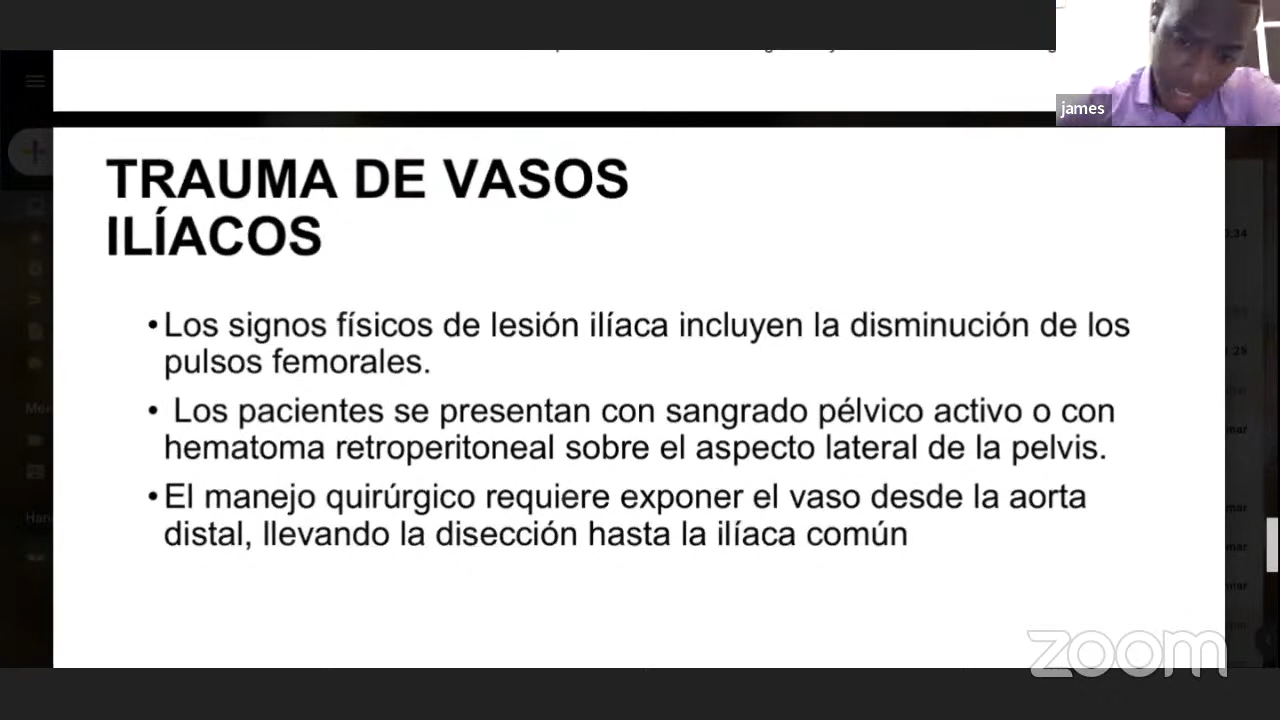 james
TRAUMA DE VASOS
ILÍACOS
• Los signos físicos de lesión ilíaca incluyen la disminución de los
pulsos femorales.
• Los pacientes se presentan con sangrado pélvico activo o con
hematoma retroperitoneal sobre el aspecto lateral de la pelvis.
• El manejo quirúrgico requiere exponer el vaso desde la aorta
distal, llevando la disección hasta la ilíaca común
zoom